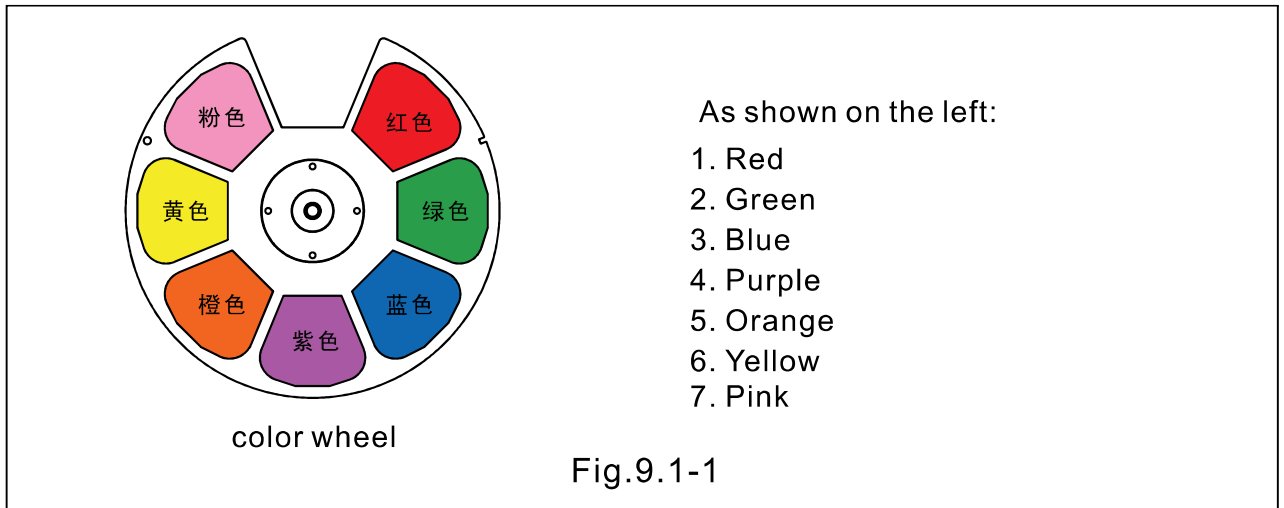 粉色
红色
黄色
绿色
橙色
蓝色
紫色
color wheel
As shown on the left:
1. Red
2. Green
3. Blue
4. Purple
5. Orange
6. Yellow
7. Pink
Fig.9.1-1